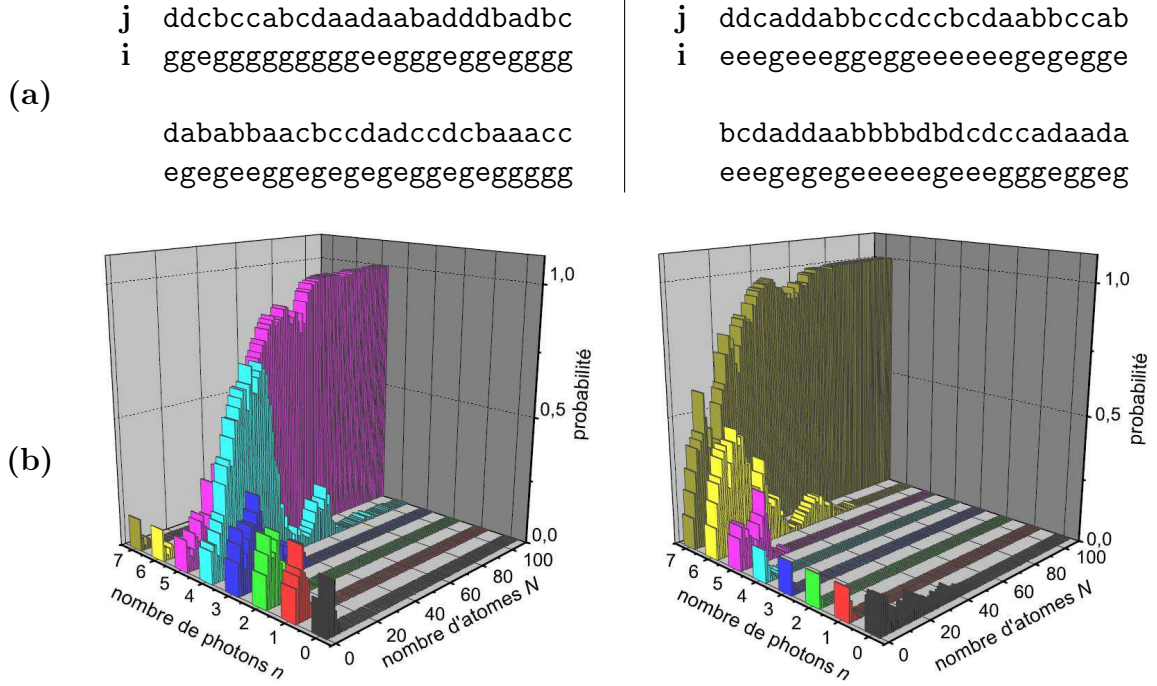 (a)
j ddcbccabcdaadaabadddbadbc
i ggegggggggggeegggeggegggg
dababbaacbccdadccdcbaaacc
egegeeggegegegeggegeggggg
j ddcaddabbccdccbcdaabbccab
i eeegeeeggeggeeeeeegegegge
bcdaddaabbbbdbdcdccadaada
eeegegegeeeeegeeegggeggeg
(b)
1,0
0,5
0,0
probabilité
7 6 5 4 3 2 1 0
nombre de photons n
0 20 40 60 80 100
nombre d'atomes N
1,0
0,5
0,0
probabilité
7 6 5 4 3 2 1 0
nombre de photons n
0 20 40 60 80 100
nombre d'atomes N